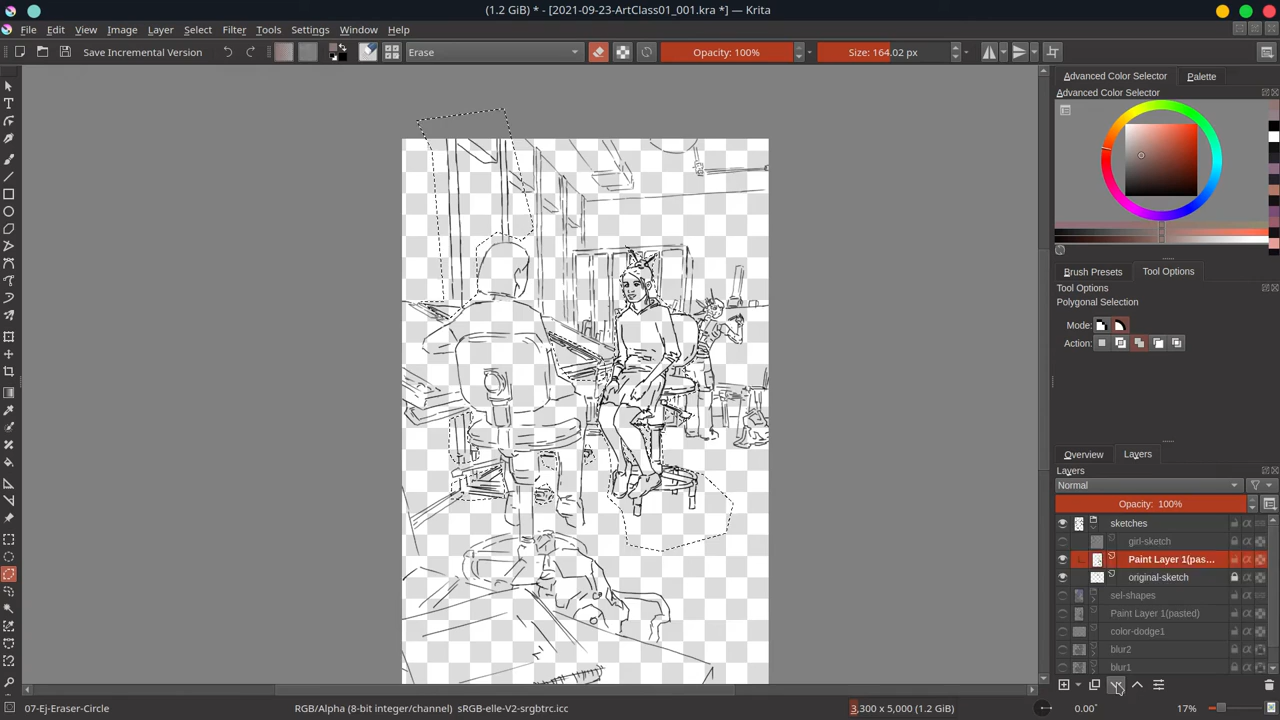 (1.2 GiB) * - [2021-09-23-ArtClass01_001.kra *] — Krita
File Edit View Image Layer Select Filter Tools Settings Window Help
Save Incremental Version Erase Opacity: 100% Size: 164.02 px
Advanced Color Selector Palette
Advanced Color Selector
Brush Presets Tool Options
Tool Options
Polygonal Selection
Mode:
Action:
Overview Layers
Layers
Normal
Opacity: 100%
sketches
girl-sketch
Paint Layer 1(pas...
original-sketch
sel-shapes
Paint Layer 1(pasted)
color-dodge1
blur2
blur1
07-Ej-Eraser-Circle RGB/Alpha (8-bit integer/channel) sRGB-elle-V2-srgbtrc.icc 3,300 x 5,000 (1.2 GiB) 0.00° 17%